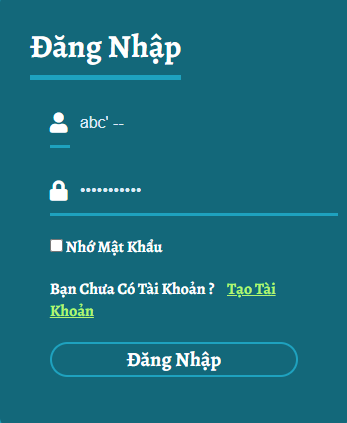 Đăng Nhập
abc' --
•••••••••••
Nhớ Mật Khẩu
Bạn Chưa Có Tài Khoản ? Tạo Tài
Khoản
Đăng Nhập